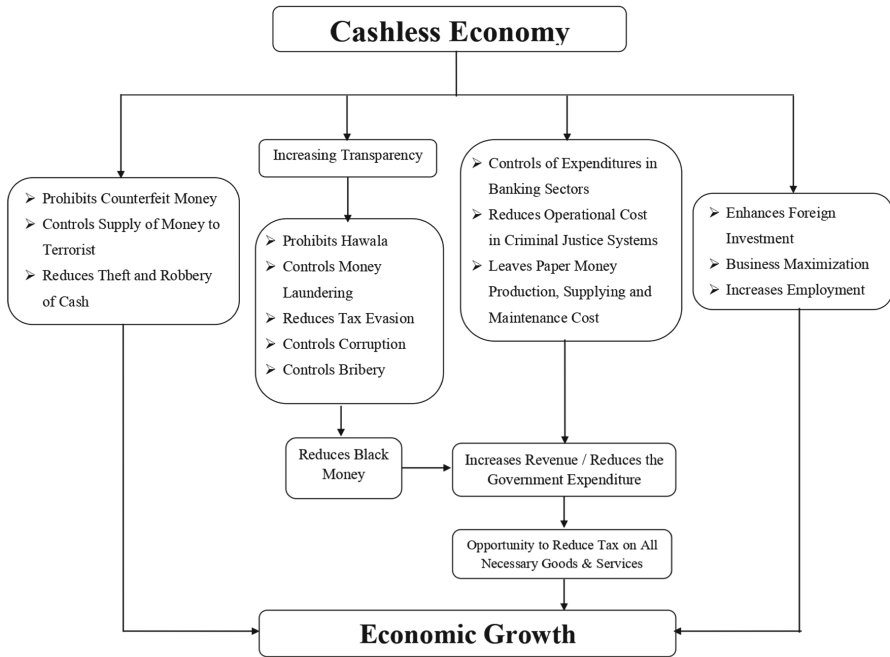 Cashless Economy
➢ Prohibits Counterfeit Money
➢ Controls Supply of Money to
Terrorist
➢ Reduces Theft and Robbery
of Cash
Increasing Transparency
➢ Prohibits Hawala
➢ Controls Money
Laundering
➢ Reduces Tax Evasion
➢ Controls Corruption
➢ Controls Bribery
Reduces Black
Money
➢ Controls of Expenditures in
Banking Sectors
➢ Reduces Operational Cost
in Criminal Justice Systems
➢ Leaves Paper Money
Production, Supplying and
Maintenance Cost
Increases Revenue / Reduces the
Government Expenditure
Opportunity to Reduce Tax on All
Necessary Goods & Services
➢ Enhances Foreign
Investment
➢ Business Maximization
➢ Increases Employment
Economic Growth